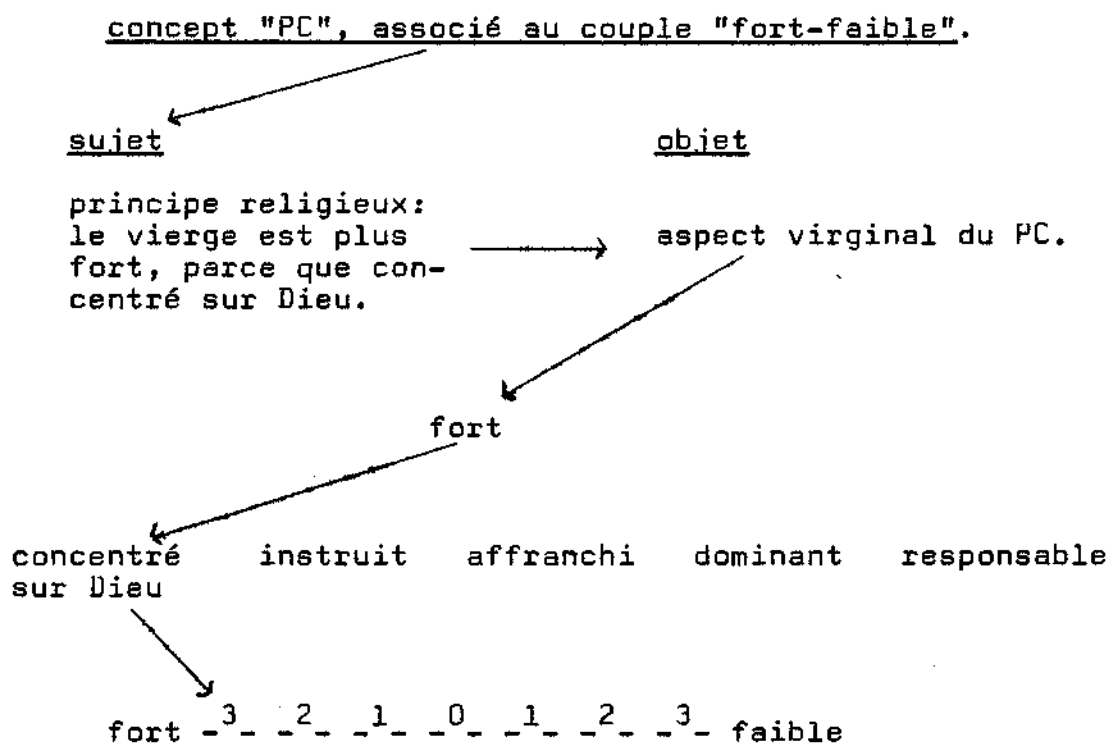 concept "PC", associé au couple "fort-faible".
sujet objet
principe religieux:
le vierge est plus
fort, parce que con-
centré sur Dieu.
aspect virginal du PC.
fort
concentré instruit affranchi dominant responsable
sur Dieu
fort -3- -2- -1- -0- -1- -2- -3- faible